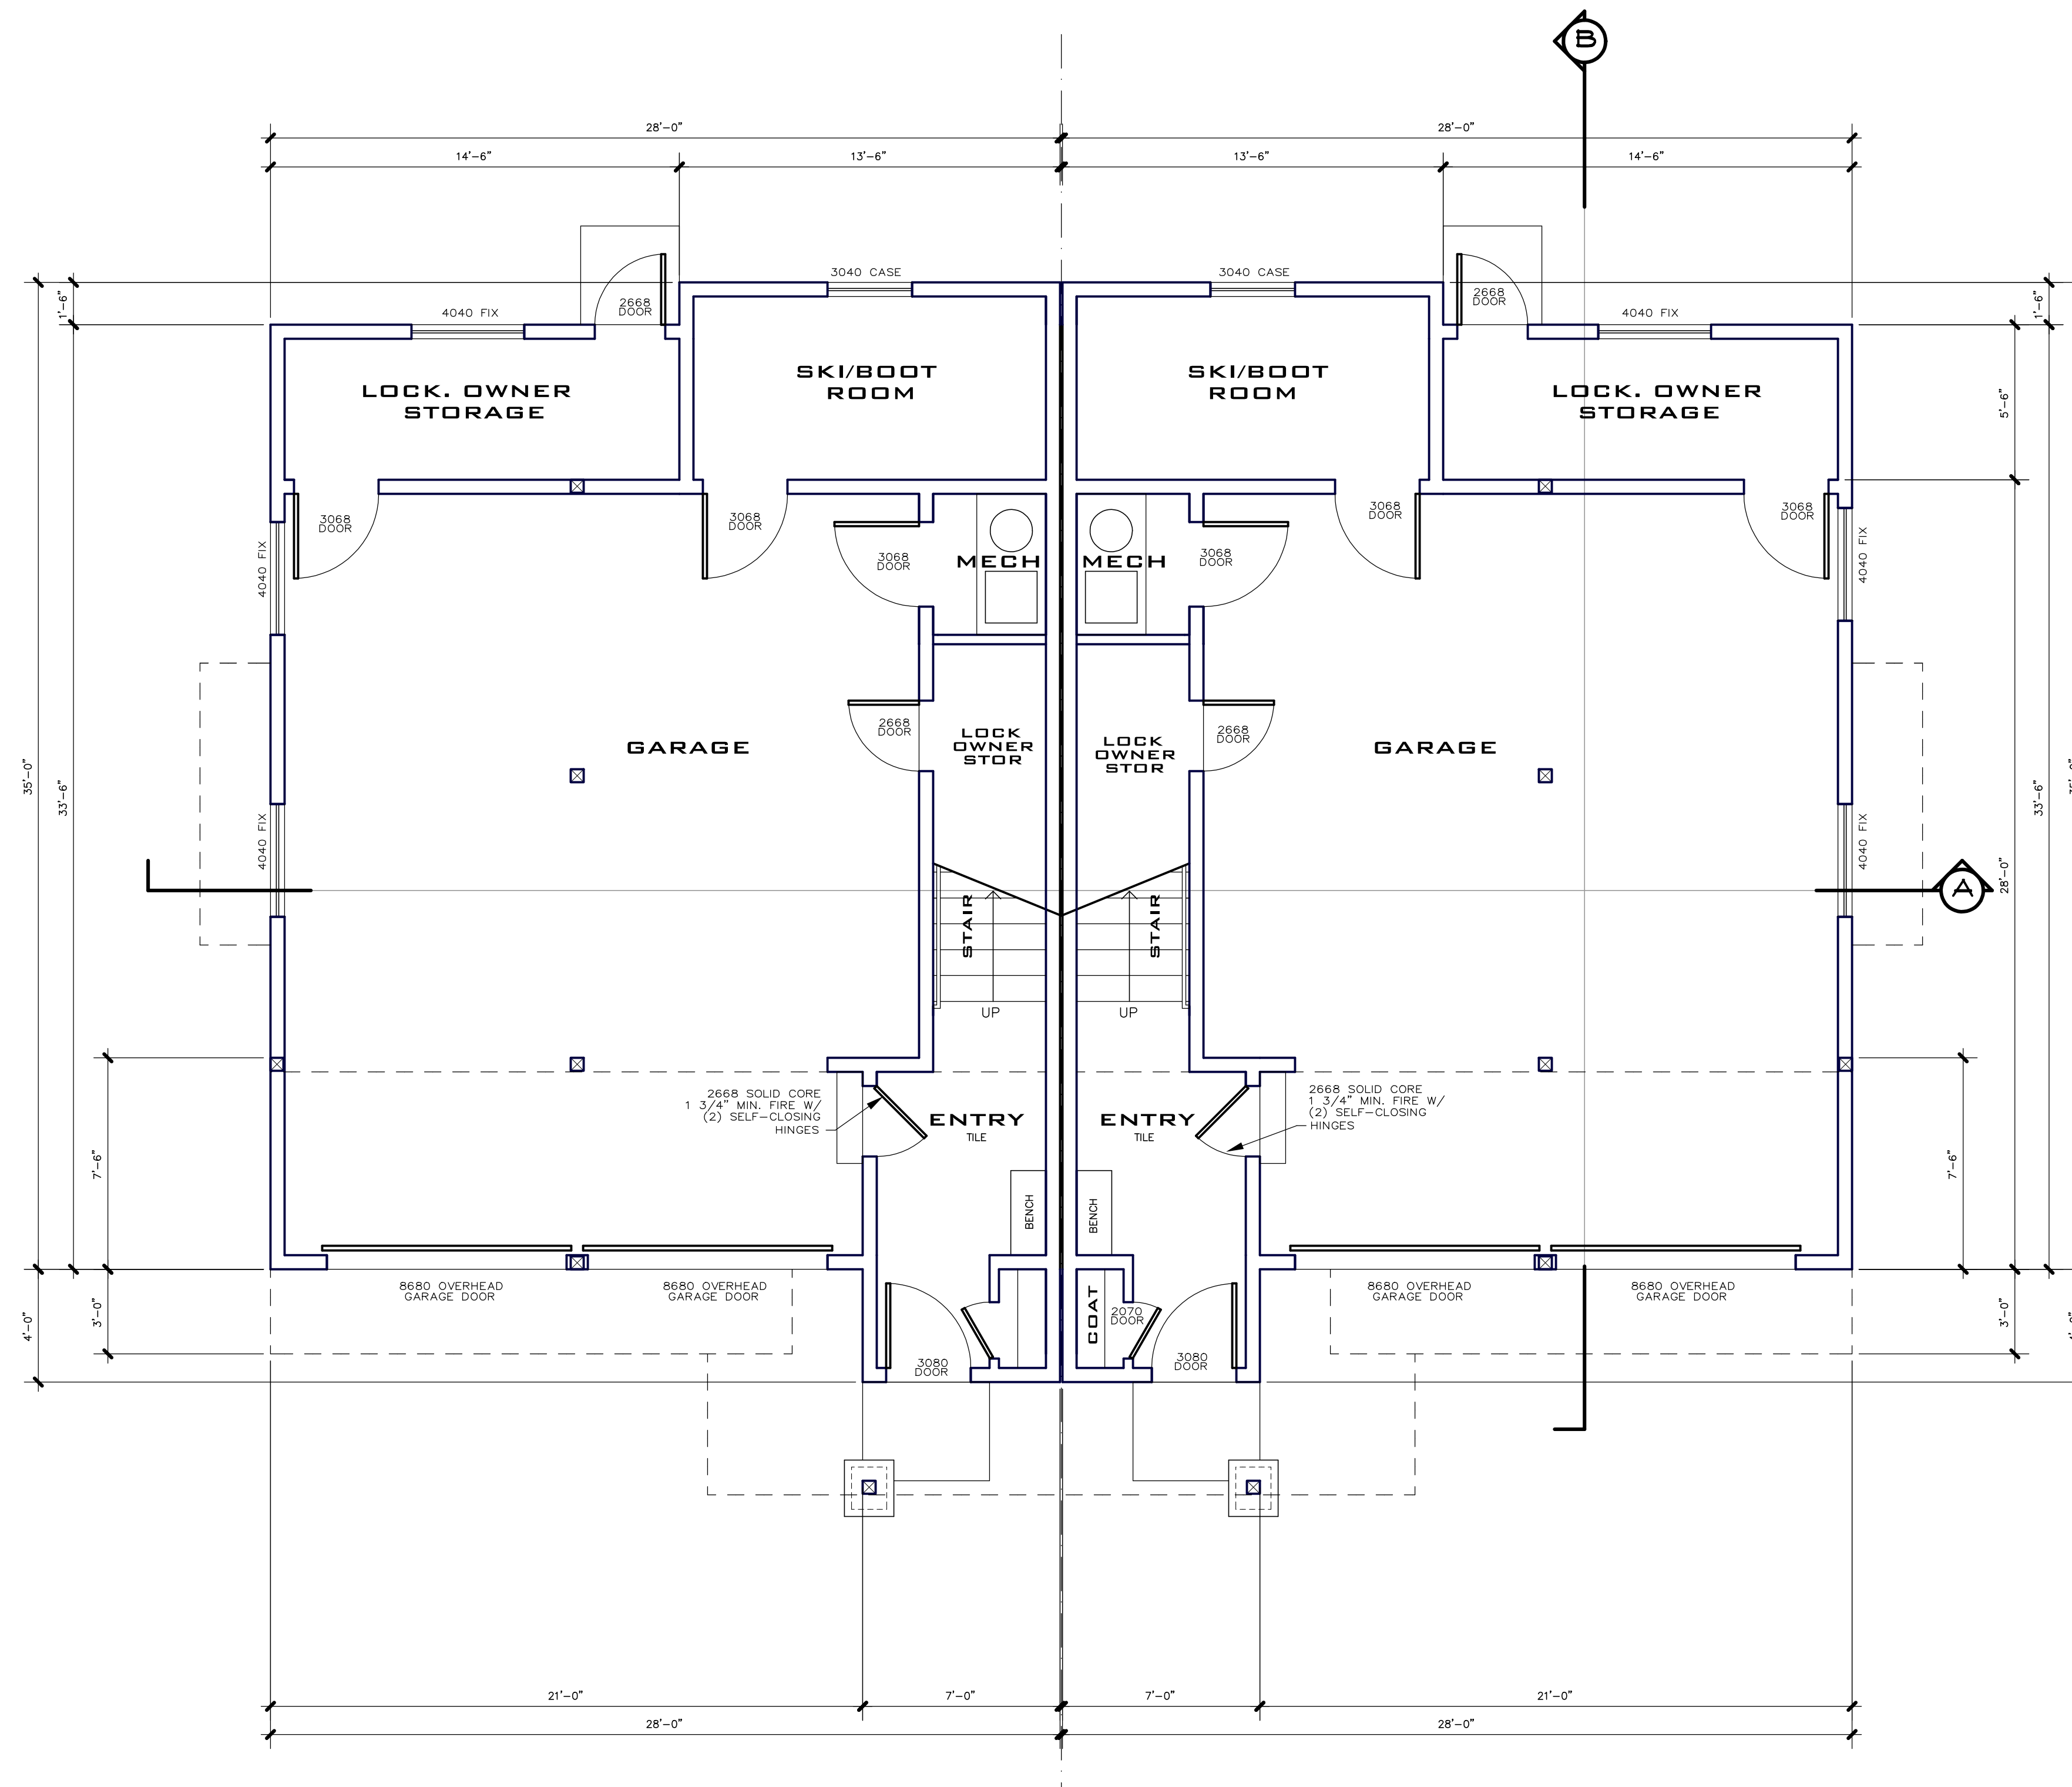 B
28'-0"
28'-0"
14'-6"
13'-6"
13'-6"
14'-6"
3040 CASE
3040 CASE
1'-6"
2668
DOOR
4040 FIX
2668
DOOR
4040 FIX
1'-6"
LOCK. OWNER
STORAGE
SKI/BOOT
ROOM
SKI/BOOT
ROOM
LOCK. OWNER
STORAGE
5'-6"
3068
DOOR
3068
DOOR
3068
DOOR
3068
DOOR
4040 FIX
3068
DOOR
MECH
MECH
3068
DOOR
4040 FIX
35'-0"
33'-6"
GARAGE
2668
DOOR
LOCK
OWNER
STOR
LOCK
OWNER
STOR
2668
DOOR
GARAGE
33'-6"
4040 FIX
4040 FIX
28'-0"
A
STAIR
STAIR
UP
UP
2668 SOLID CORE
1 3/4" MIN. FIRE W/
(2) SELF-CLOSING
HINGES
ENTRY
TILE
ENTRY
TILE
2668 SOLID CORE
1 3/4" MIN. FIRE W/
(2) SELF-CLOSING
HINGES
7'-6"
7'-6"
BENCH
BENCH
8680 OVERHEAD
GARAGE DOOR
8680 OVERHEAD
GARAGE DOOR
8680 OVERHEAD
GARAGE DOOR
8680 OVERHEAD
GARAGE DOOR
4'-0"
3'-0"
COAT
2070
DOOR
3'-0"
3080
DOOR
3080
DOOR
21'-0"
7'-0"
7'-0"
21'-0"
28'-0"
28'-0"